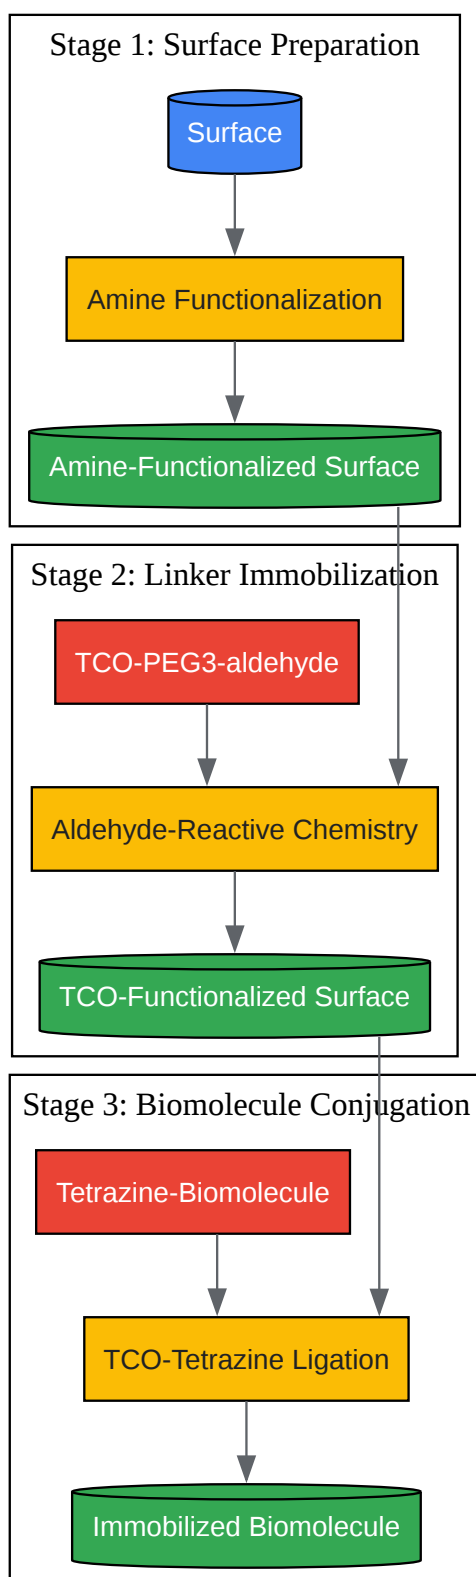 Stage 1: Surface Preparation
Surface
Amine Functionalization
Amine-Functionalized Surface
Stage 2: Linker Immobilization
TCO-PEG3-aldehyde
Aldehyde-Reactive Chemistry
TCO-Functionalized Surface
Stage 3: Biomolecule Conjugation
Tetrazine-Biomolecule
TCO-Tetrazine Ligation
Immobilized Biomolecule